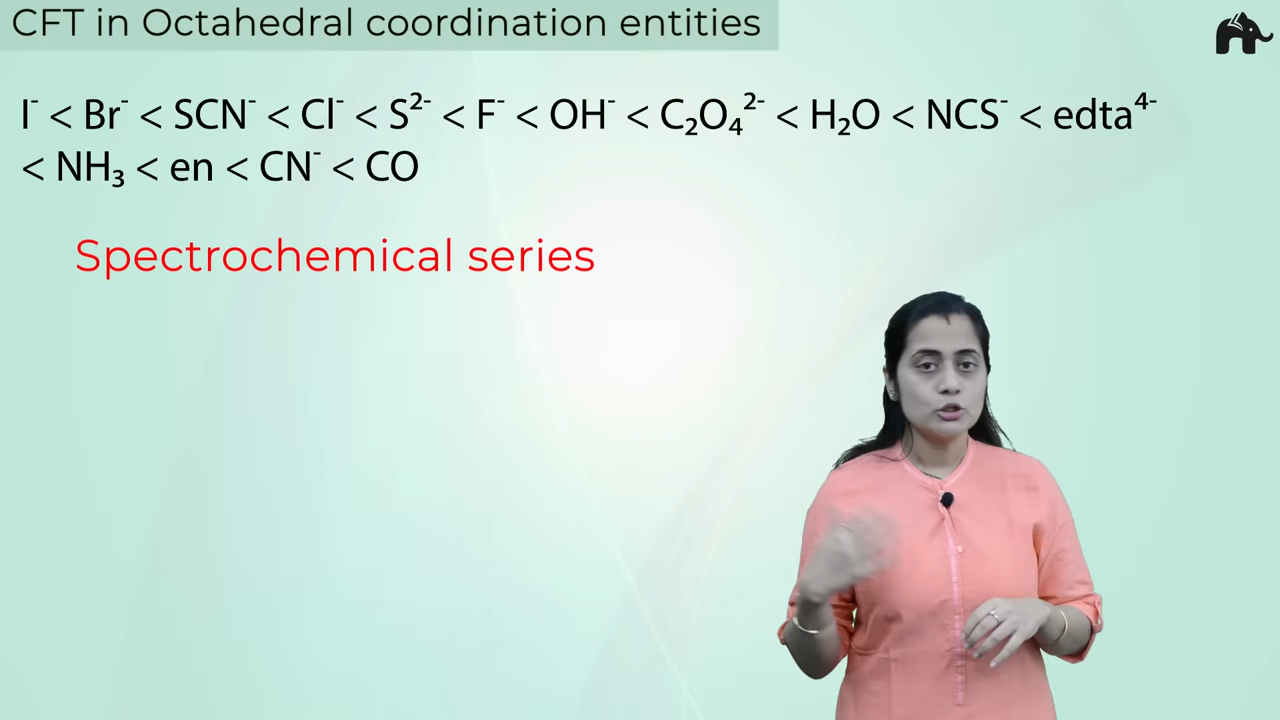 CFT in Octahedral coordination entities
I⁻ < Br⁻ < SCN⁻ < Cl⁻ < S²⁻ < F⁻ < OH⁻ < C₂O₄²⁻ < H₂O < NCS⁻ < edta⁴⁻
< NH₃ < en < CN⁻ < CO
Spectrochemical series